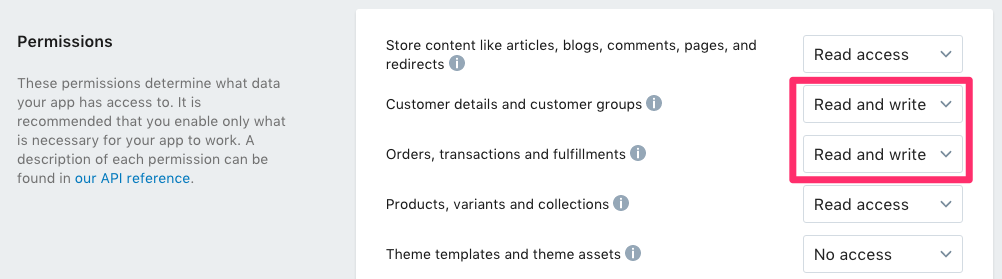 Permissions
These permissions determine what data
your app has access to. It is
recommended that you enable only what
is necessary for your app to work. A
description of each permission can be
found in our API reference.
Store content like articles, blogs, comments, pages, and
redirects
Read access
Customer details and customer groups
Read and write
Orders, transactions and fulfillments
Read and write
Products, variants and collections
Read access
Theme templates and theme assets
No access